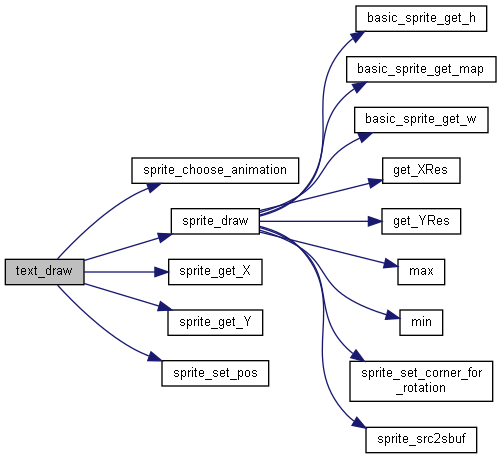 basic_sprite_get_h
basic_sprite_get_map
basic_sprite_get_w
sprite_choose_animation
get_XRes
sprite_draw
get_YRes
text_draw
sprite_get_X
max
sprite_get_Y
min
sprite_set_pos
sprite_set_corner_for
_rotation
sprite_src2sbuf